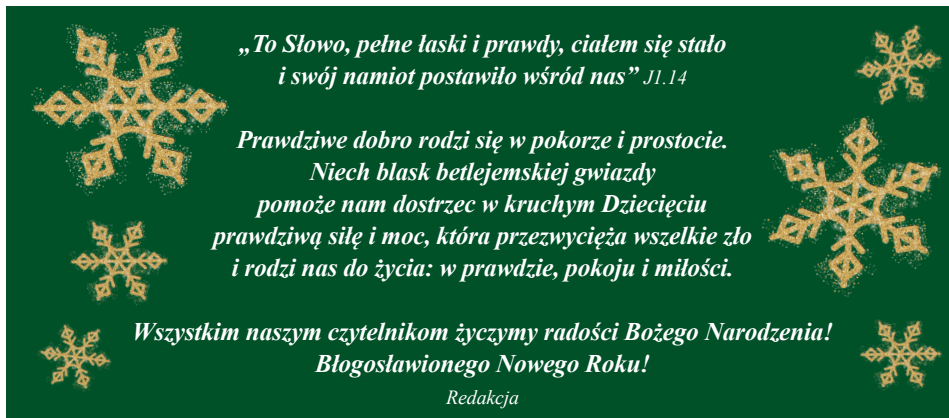 „To Słowo, pełne łaski i prawdy, ciałem się stało
i swój namiot postawiło wśród nas” J1.14
Prawdziwe dobro rodzi się w pokorze i prostocie.
Niech blask betlejemskiej gwiazdy
pomoże nam dostrzec w kruchym Dziecięciu
prawdziwą siłę i moc, która przezwycięża wszelkie zło
i rodzi nas do życia: w prawdzie, pokoju i miłości.
Wszystkim naszym czytelnikom życzymy radości Bożego Narodzenia!
Błogosławionego Nowego Roku!
Redakcja